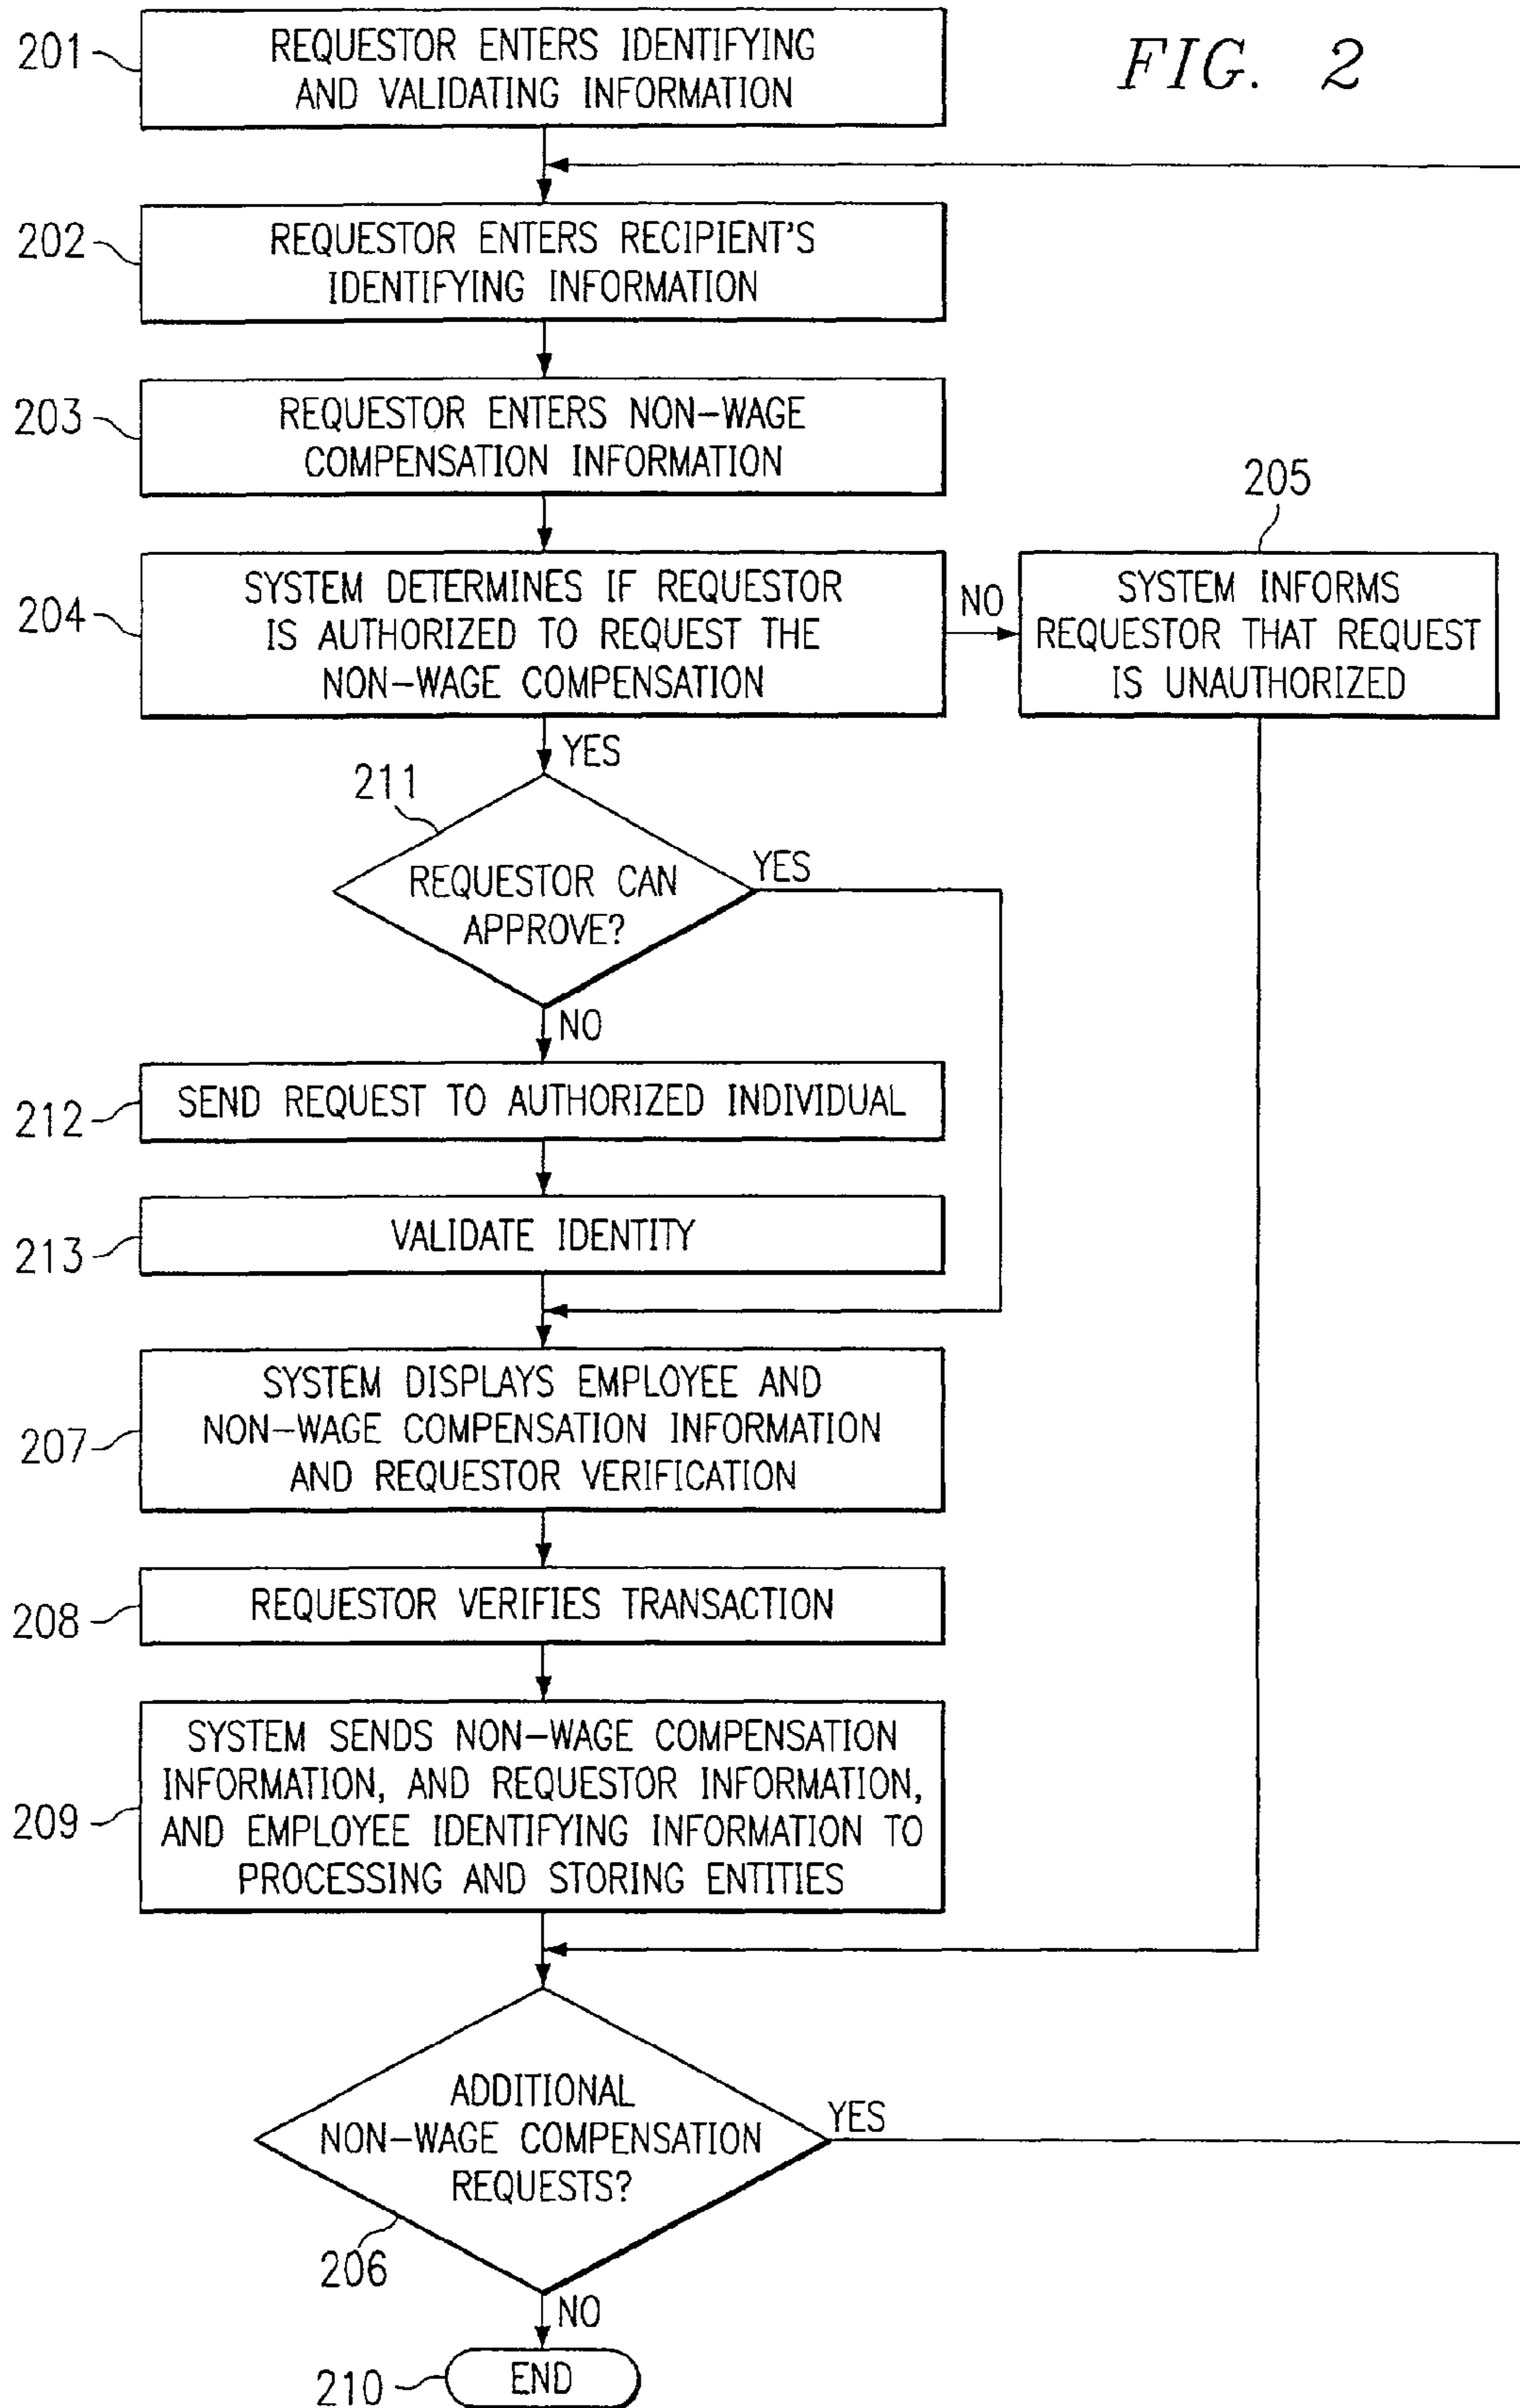 FIG. 2
201
REQUESTOR ENTERS IDENTIFYING
AND VALIDATING INFORMATION
202
REQUESTOR ENTERS RECIPIENT'S
IDENTIFYING INFORMATION
203
REQUESTOR ENTERS NON-WAGE
COMPENSATION INFORMATION
204
SYSTEM DETERMINES IF REQUESTOR
IS AUTHORIZED TO REQUEST THE
NON-WAGE COMPENSATION
NO
205
SYSTEM INFORMS
REQUESTOR THAT REQUEST
IS UNAUTHORIZED
YES
211
REQUESTOR CAN
APPROVE?
YES
NO
212
SEND REQUEST TO AUTHORIZED INDIVIDUAL
213
VALIDATE IDENTITY
207
SYSTEM DISPLAYS EMPLOYEE AND
NON-WAGE COMPENSATION INFORMATION
AND REQUESTOR VERIFICATION
208
REQUESTOR VERIFIES TRANSACTION
209
SYSTEM SENDS NON-WAGE COMPENSATION
INFORMATION, AND REQUESTOR INFORMATION,
AND EMPLOYEE IDENTIFYING INFORMATION TO
PROCESSING AND STORING ENTITIES
ADDITIONAL
NON-WAGE COMPENSATION
REQUESTS?
YES
206
NO
210
END